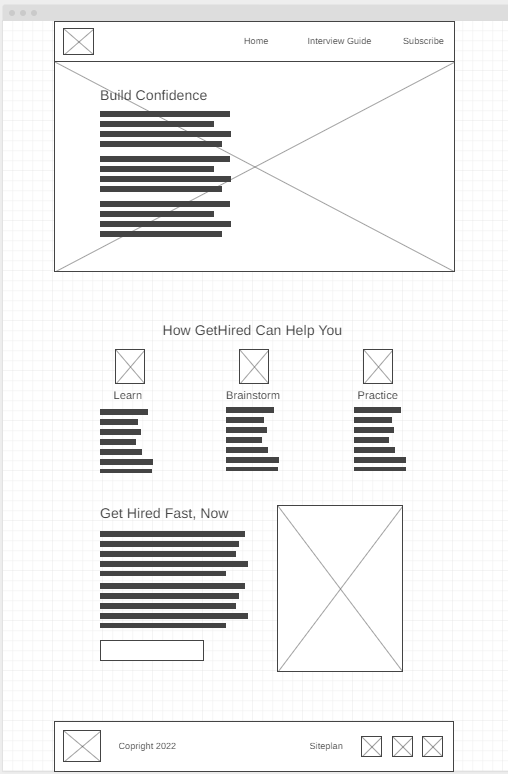 Home Interview Guide Subscribe
Build Confidence
How GetHired Can Help You
Learn Brainstorm Practice
Get Hired Fast, Now
Copright 2022 Siteplan